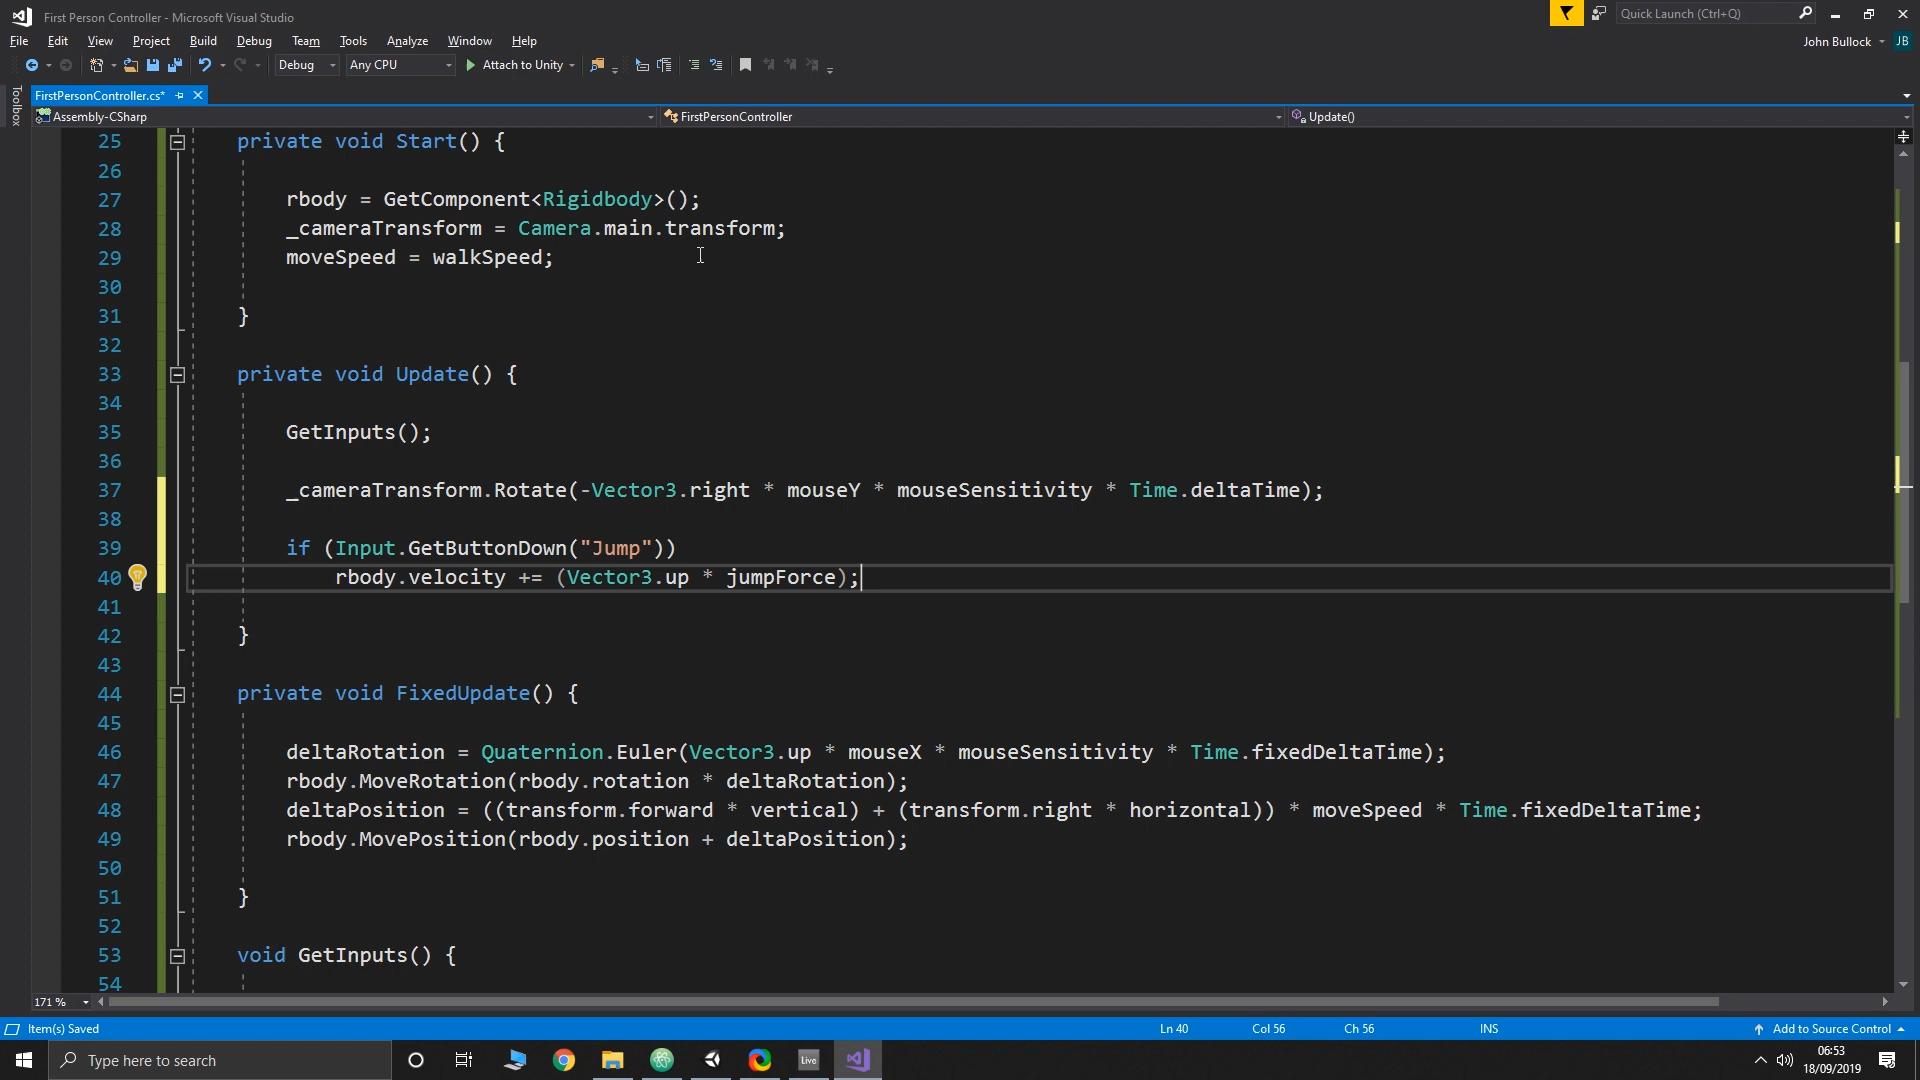 First Person Controller - Microsoft Visual Studio
Quick Launch (Ctrl+Q)
File Edit View Project Build Debug Team Tools Analyze Window Help
John Bullock JB
Debug Any CPU Attach to Unity
Toolbox
FirstPersonController.cs*
Assembly-CSharp FirstPersonController Update()
25 private void Start() {
26
27 rbody = GetComponent<Rigidbody>();
28 _cameraTransform = Camera.main.transform;
29 moveSpeed = walkSpeed;
30
31 }
32
33 private void Update() {
34
35 GetInputs();
36
37 _cameraTransform.Rotate(-Vector3.right * mouseY * mouseSensitivity * Time.deltaTime);
38
39 if (Input.GetButtonDown("Jump"))
40 rbody.velocity += (Vector3.up * jumpForce);
41
42 }
43
44 private void FixedUpdate() {
45
46 deltaRotation = Quaternion.Euler(Vector3.up * mouseX * mouseSensitivity * Time.fixedDeltaTime);
47 rbody.MoveRotation(rbody.rotation * deltaRotation);
48 deltaPosition = ((transform.forward * vertical) + (transform.right * horizontal)) * moveSpeed * Time.fixedDeltaTime;
49 rbody.MovePosition(rbody.position + deltaPosition);
50
51 }
52
53 void GetInputs() {
54
171 %
Item(s) Saved Ln 40 Col 56 Ch 56 INS Add to Source Control
Type here to search Live 06:53
18/09/2019